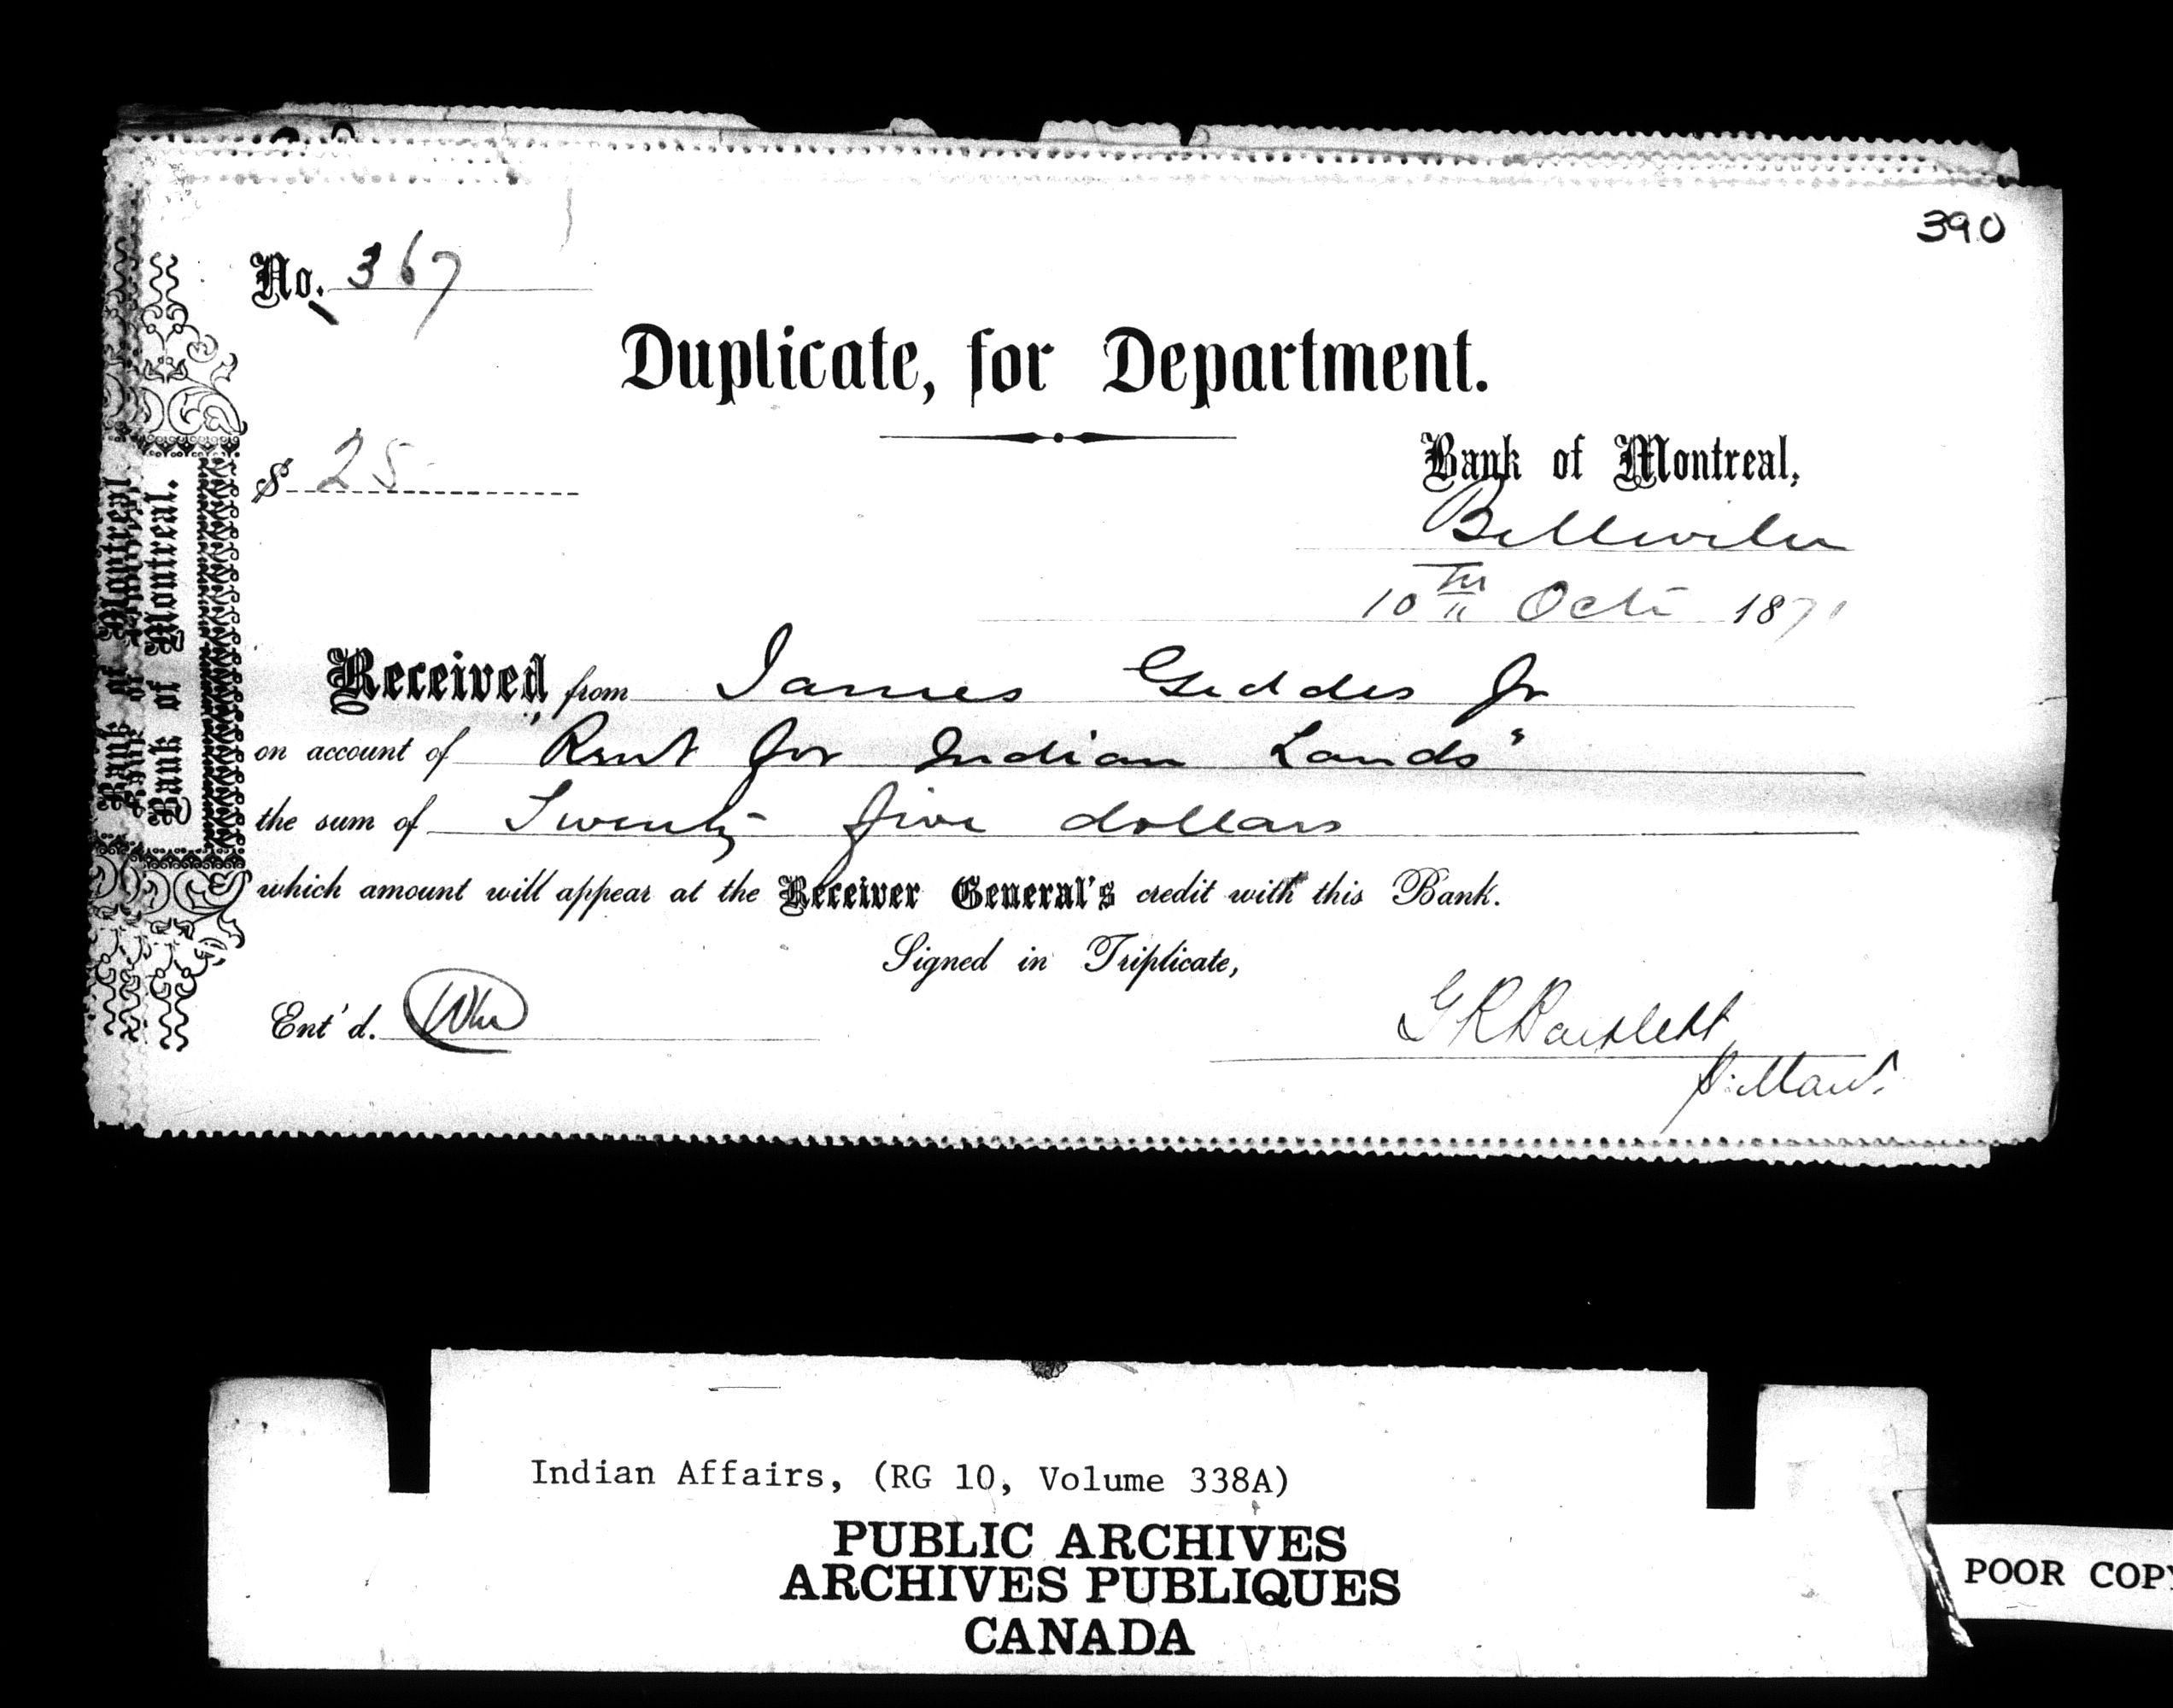 390
No. 367
Duplicate, for Department.
$ 25
Bank of Montreal,
Belleville
10th Oct 1871
Received from James Geddes Jr
on account of "Rent for Indian Lands"
the sum of Twenty five dollars
which amount will appear at the Receiver General's credit with this Bank.
Signed in Triplicate,
Ent'd.
G R Bartlett
p. Manr.
Bank of Montreal.
Bank of Montreal.
Indian Affairs, (RG 10, Volume 338A)
PUBLIC ARCHIVES
ARCHIVES PUBLIQUES
CANADA
POOR COPY